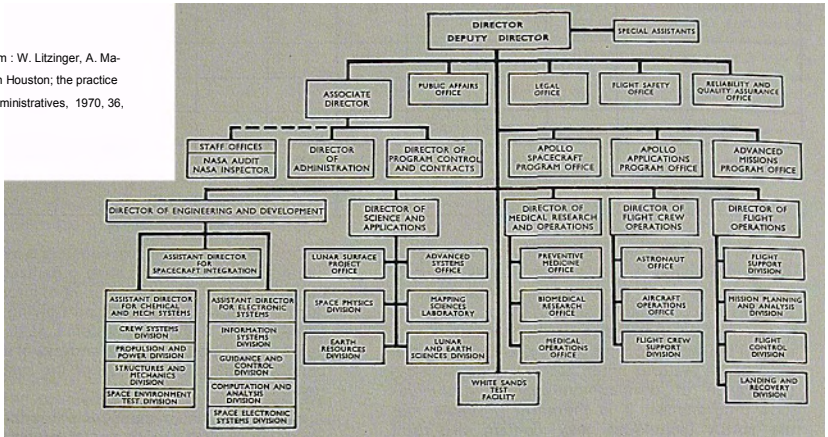 m : W. Litzinger, A. Ma-
n Houston; the practice
ministratives, 1970, 36,
DIRECTOR
DEPUTY DIRECTOR
SPECIAL ASSISTANTS
ASSOCIATE
DIRECTOR
PUBLIC AFFAIRS
OFFICE
LEGAL
OFFICE
FLIGHT SAFETY
OFFICE
RELIABILITY AND
QUALITY ASSURANCE
OFFICE
STAFF OFFICES
NASA AUDIT
NASA INSPECTOR
DIRECTOR
OF
ADMINISTRATION
DIRECTOR OF
PROGRAM CONTROL
AND CONTRACTS
APOLLO
SPACECRAFT
PROGRAM OFFICE
APOLLO
APPLICATIONS
PROGRAM OFFICE
ADVANCED
MISSIONS
PROGRAM OFFICE
DIRECTOR OF ENGINEERING AND DEVELOPMENT
DIRECTOR OF
SCIENCE AND
APPLICATIONS
DIRECTOR OF
MEDICAL RESEARCH
AND OPERATIONS
DIRECTOR OF
FLIGHT CREW
OPERATIONS
DIRECTOR OF
FLIGHT
OPERATIONS
ASSISTANT DIRECTOR
FOR
SPACECRAFT INTEGRATION
ASSISTANT DIRECTOR
FOR CHEMICAL
AND MECH SYSTEMS
CREW SYSTEMS
DIVISION
PROPULSION AND
POWER DIVISION
STRUCTURES AND
MECHANICS
DIVISION
SPACE ENVIRONMENT
TEST DIVISION
ASSISTANT DIRECTOR
FOR ELECTRONIC
SYSTEMS
INFORMATION
SYSTEMS
DIVISION
GUIDANCE AND
CONTROL
DIVISION
COMPUTATION AND
ANALYSIS
DIVISION
SPACE ELECTRONIC
SYSTEMS DIVISION
LUNAR SURFACE
PROJECT
OFFICE
ADVANCED
SYSTEMS
OFFICE
SPACE PHYSICS
DIVISION
MAPPING
SCIENCES
LABORATORY
EARTH
RESOURCES
DIVISION
LUNAR
AND EARTH
SCIENCES DIVISION
PREVENTIVE
MEDICINE
OFFICE
BIOMEDICAL
RESEARCH
OFFICE
MEDICAL
OPERATIONS
OFFICE
ASTRONAUT
OFFICE
AIRCRAFT
OPERATIONS
OFFICE
FLIGHT CREW
SUPPORT
DIVISION
FLIGHT
SUPPORT
DIVISION
MISSION PLANNING
AND ANALYSIS
DIVISION
FLIGHT
CONTROL
DIVISION
LANDING AND
RECOVERY
DIVISION
WHITE SANDS
TEST
FACILITY